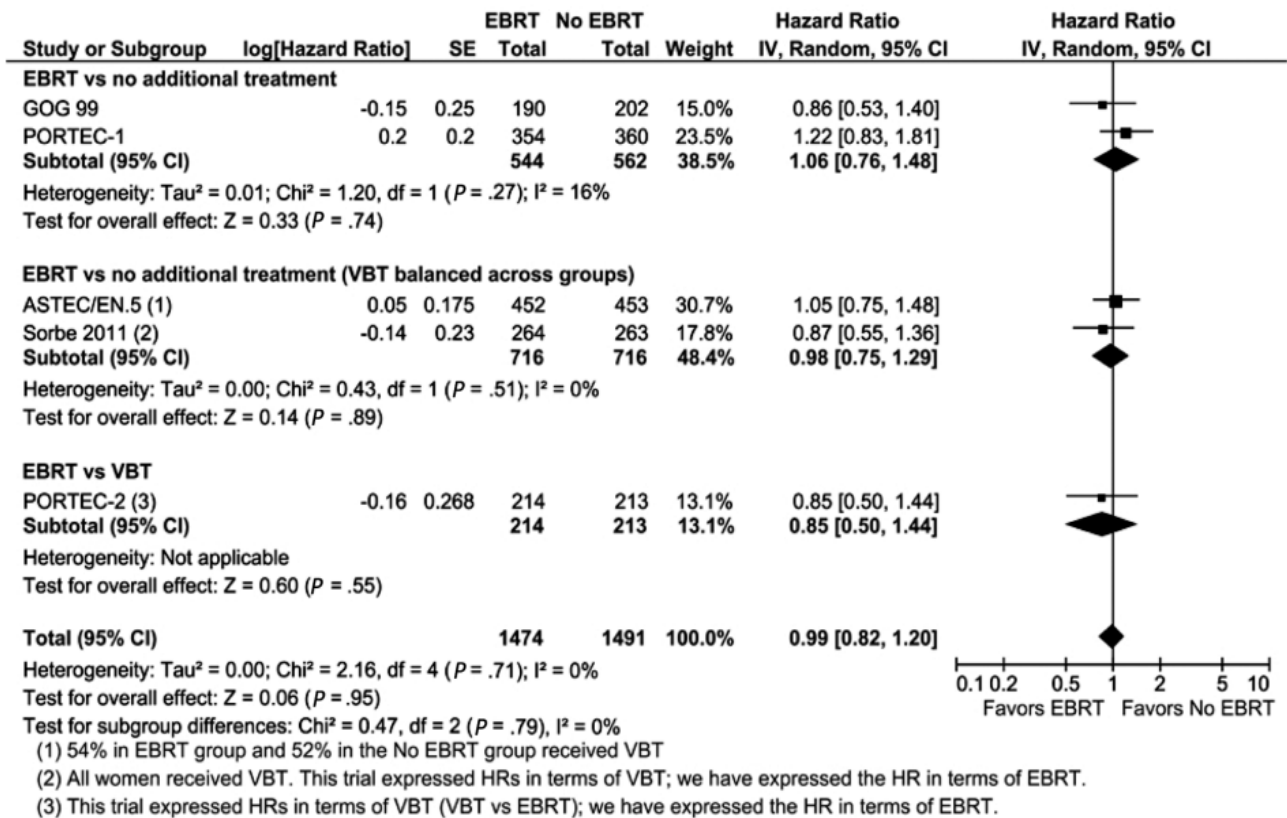 EBRT No EBRT Hazard Ratio Hazard Ratio
Study or Subgroup log[Hazard Ratio] SE Total Total Weight IV, Random, 95% CI IV, Random, 95% CI
EBRT vs no additional treatment
GOG 99 -0.15 0.25 190 202 15.0% 0.86 [0.53, 1.40]
PORTEC-1 0.2 0.2 354 360 23.5% 1.22 [0.83, 1.81]
Subtotal (95% CI) 544 562 38.5% 1.06 [0.76, 1.48]
Heterogeneity: Tau² = 0.01; Chi² = 1.20, df = 1 (P = .27); I² = 16%
Test for overall effect: Z = 0.33 (P = .74)
EBRT vs no additional treatment (VBT balanced across groups)
ASTEC/EN.5 (1) 0.05 0.175 452 453 30.7% 1.05 [0.75, 1.48]
Sorbe 2011 (2) -0.14 0.23 264 263 17.8% 0.87 [0.55, 1.36]
Subtotal (95% CI) 716 716 48.4% 0.98 [0.75, 1.29]
Heterogeneity: Tau² = 0.00; Chi² = 0.43, df = 1 (P = .51); I² = 0%
Test for overall effect: Z = 0.14 (P = .89)
EBRT vs VBT
PORTEC-2 (3) -0.16 0.268 214 213 13.1% 0.85 [0.50, 1.44]
Subtotal (95% CI) 214 213 13.1% 0.85 [0.50, 1.44]
Heterogeneity: Not applicable
Test for overall effect: Z = 0.60 (P = .55)
Total (95% CI) 1474 1491 100.0% 0.99 [0.82, 1.20]
Heterogeneity: Tau² = 0.00; Chi² = 2.16, df = 4 (P = .71); I² = 0%
Test for overall effect: Z = 0.06 (P = .95)
Test for subgroup differences: Chi² = 0.47, df = 2 (P = .79), I² = 0%
0.1 0.2 0.5 1 2 5 10
Favors EBRT Favors No EBRT
(1) 54% in EBRT group and 52% in the No EBRT group received VBT
(2) All women received VBT. This trial expressed HRs in terms of VBT; we have expressed the HR in terms of EBRT.
(3) This trial expressed HRs in terms of VBT (VBT vs EBRT); we have expressed the HR in terms of EBRT.